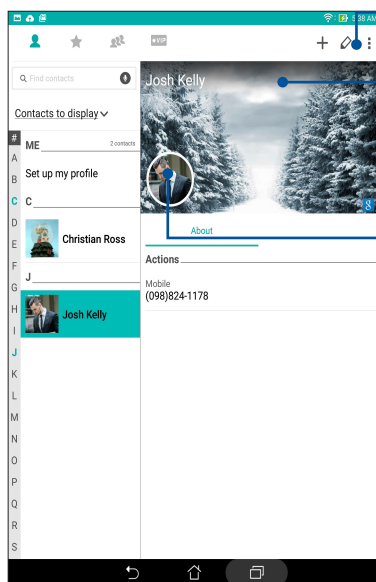 5:38 AM
VIP
Find contacts
Josh Kelly
Contacts to display
#
ME
2 contacts
A
Set up my profile
B
C
C
D
Christian Ross
E
F
J
G
H
Josh Kelly
I
J
K
L
M
N
O
P
Q
R
S
8
About
Actions
Mobile
(098)824-1178